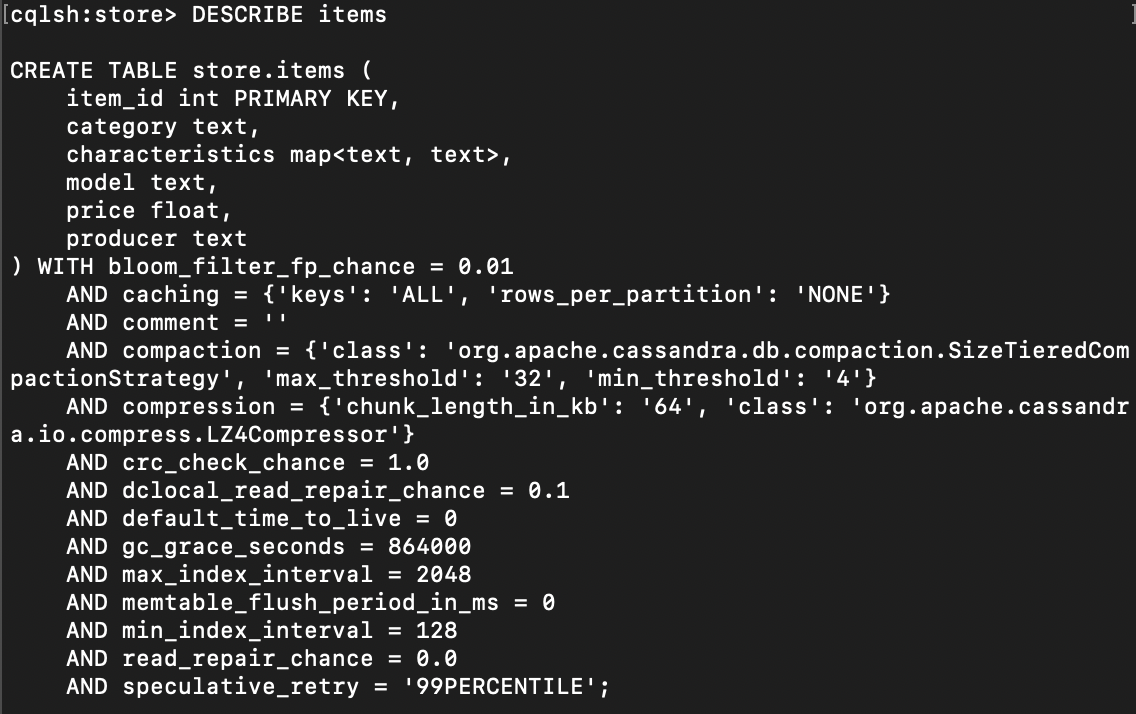 [cqlsh:store> DESCRIBE items ]
CREATE TABLE store.items (
    item_id int PRIMARY KEY,
    category text,
    characteristics map<text, text>,
    model text,
    price float,
    producer text
) WITH bloom_filter_fp_chance = 0.01
    AND caching = {'keys': 'ALL', 'rows_per_partition': 'NONE'}
    AND comment = ''
    AND compaction = {'class': 'org.apache.cassandra.db.compaction.SizeTieredCom
pactionStrategy', 'max_threshold': '32', 'min_threshold': '4'}
    AND compression = {'chunk_length_in_kb': '64', 'class': 'org.apache.cassandr
a.io.compress.LZ4Compressor'}
    AND crc_check_chance = 1.0
    AND dclocal_read_repair_chance = 0.1
    AND default_time_to_live = 0
    AND gc_grace_seconds = 864000
    AND max_index_interval = 2048
    AND memtable_flush_period_in_ms = 0
    AND min_index_interval = 128
    AND read_repair_chance = 0.0
    AND speculative_retry = '99PERCENTILE';